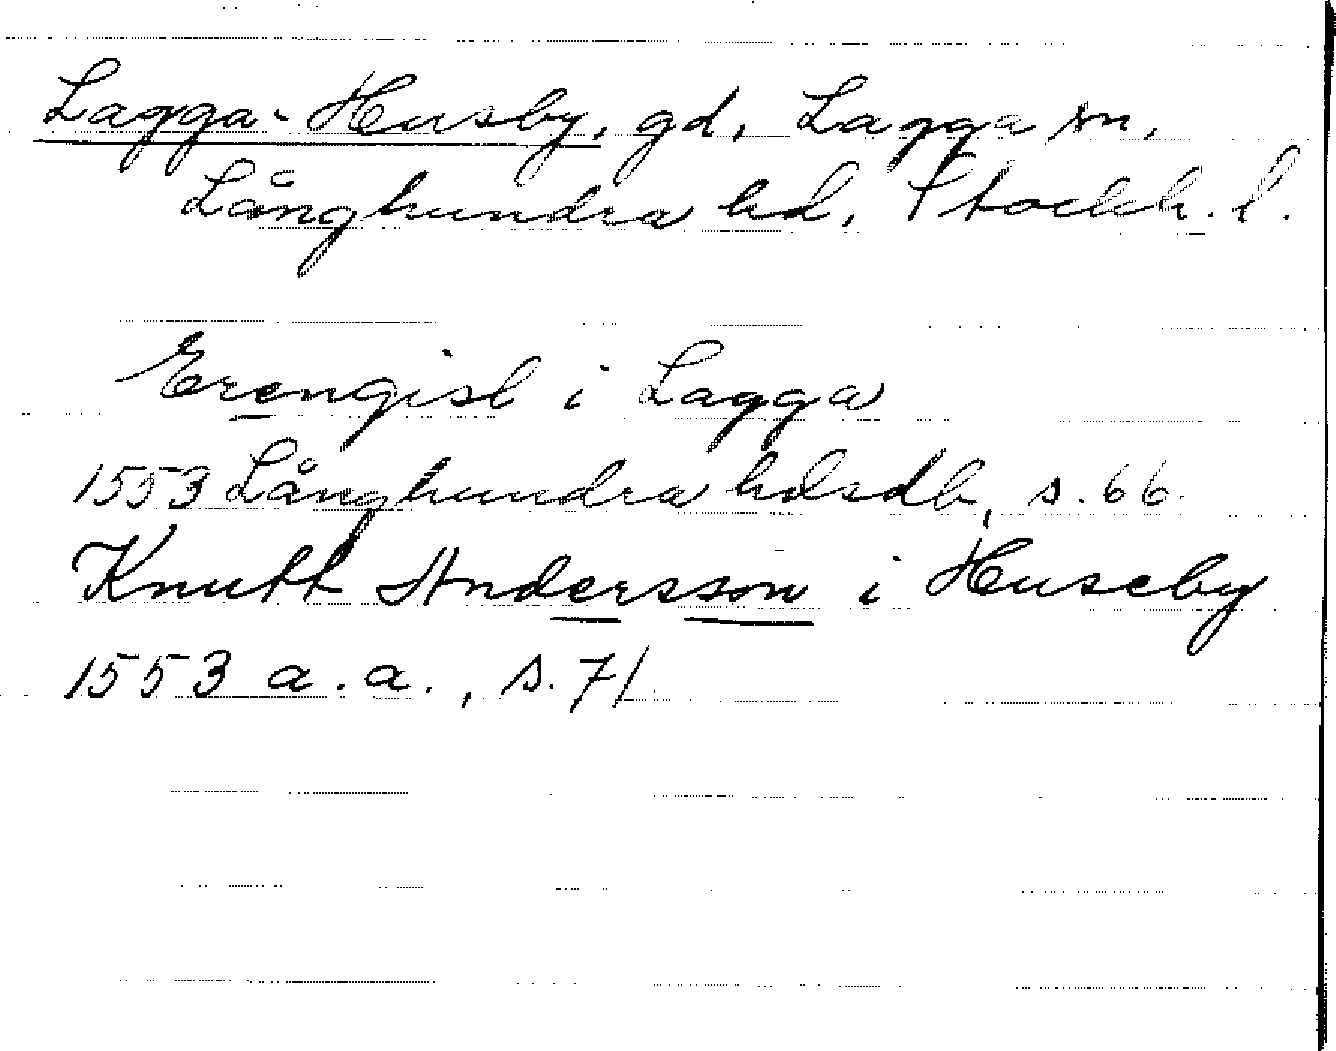 Lagga-Husby, gd, Lagga sn,
Långhundra hd, Stockh. l.
Erengisl i Lagga
1553 Långhundra hdsdb, s. 66.
Knutt Andersson i Huseby
1553 a. a., s. 71